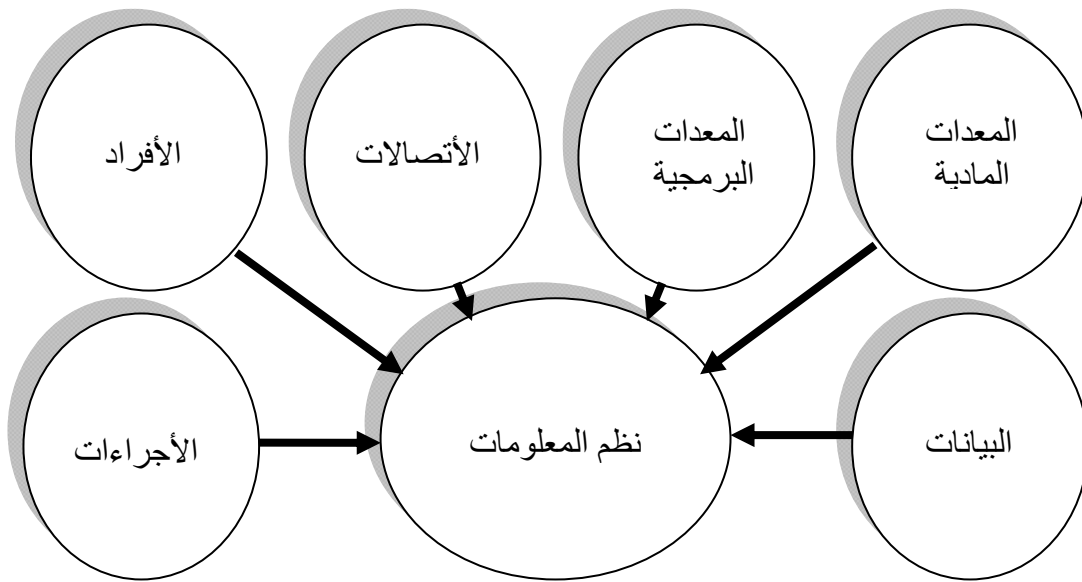 المعدات
المادية
المعدات
البرمجية
الأتصالات
الأفراد
البيانات
نظم المعلومات
الأجراءات